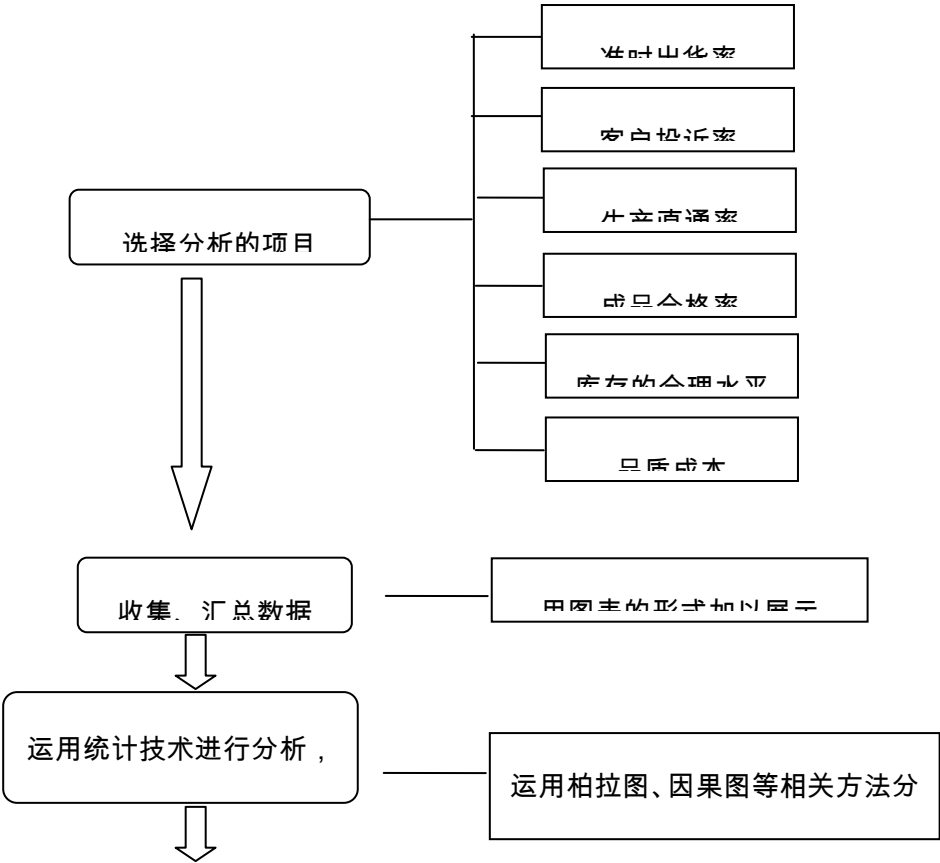 准时出货率
客户投诉率
生产直通率
选择分析的项目
成品合格率
库存的合理水平
品质成本
收集、汇总数据
用图表的形式加以展示
运用统计技术进行分析，
运用柏拉图、因果图等相关方法分